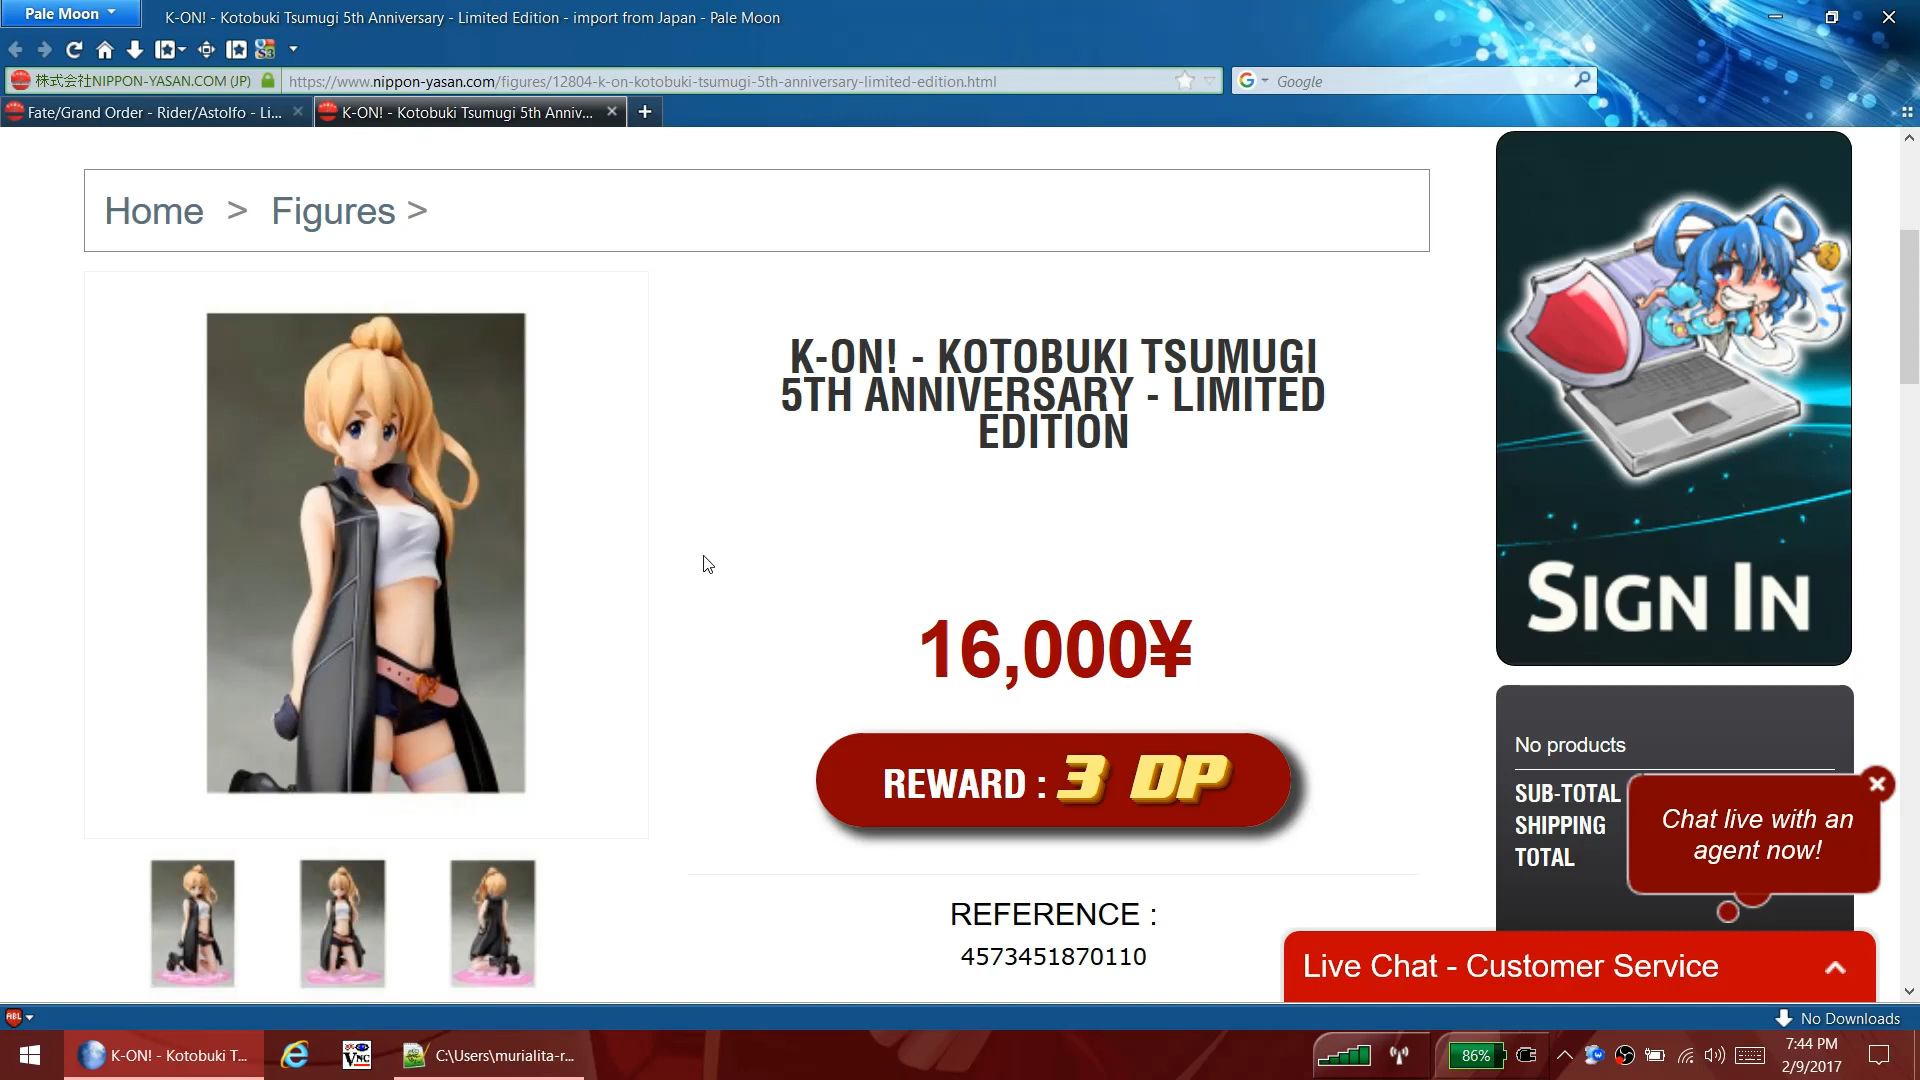 Pale Moon
K-ON! - Kotobuki Tsumugi 5th Anniversary - Limited Edition - import from Japan - Pale Moon
株式会社NIPPON-YASAN.COM (JP)
https://www.nippon-yasan.com/figures/12804-k-on-kotobuki-tsumugi-5th-anniversary-limited-edition.html
Google
Fate/Grand Order - Rider/Astolfo - Li...
K-ON! - Kotobuki Tsumugi 5th Anniv...
Home > Figures >
K-ON! - KOTOBUKI TSUMUGI
5TH ANNIVERSARY - LIMITED
EDITION
16,000¥
REWARD : 3 DP
REFERENCE :
4573451870110
SIGN IN
No products
SUB-TOTAL
SHIPPING
TOTAL
Chat live with an
agent now!
Live Chat - Customer Service
ABL
No Downloads
K-ON! - Kotobuki T...
VNC
C:\Users\murialita-r...
86%
7:44 PM
2/9/2017